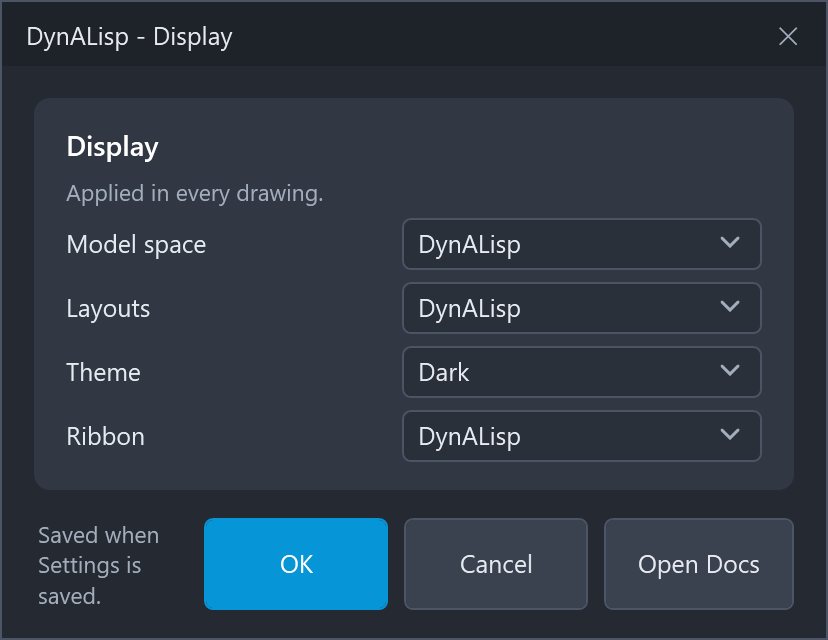 DynALisp - Display
Display
Applied in every drawing.
Model space DynALisp
Layouts DynALisp
Theme Dark
Ribbon DynALisp
Saved when
Settings is
saved.
OK Cancel Open Docs